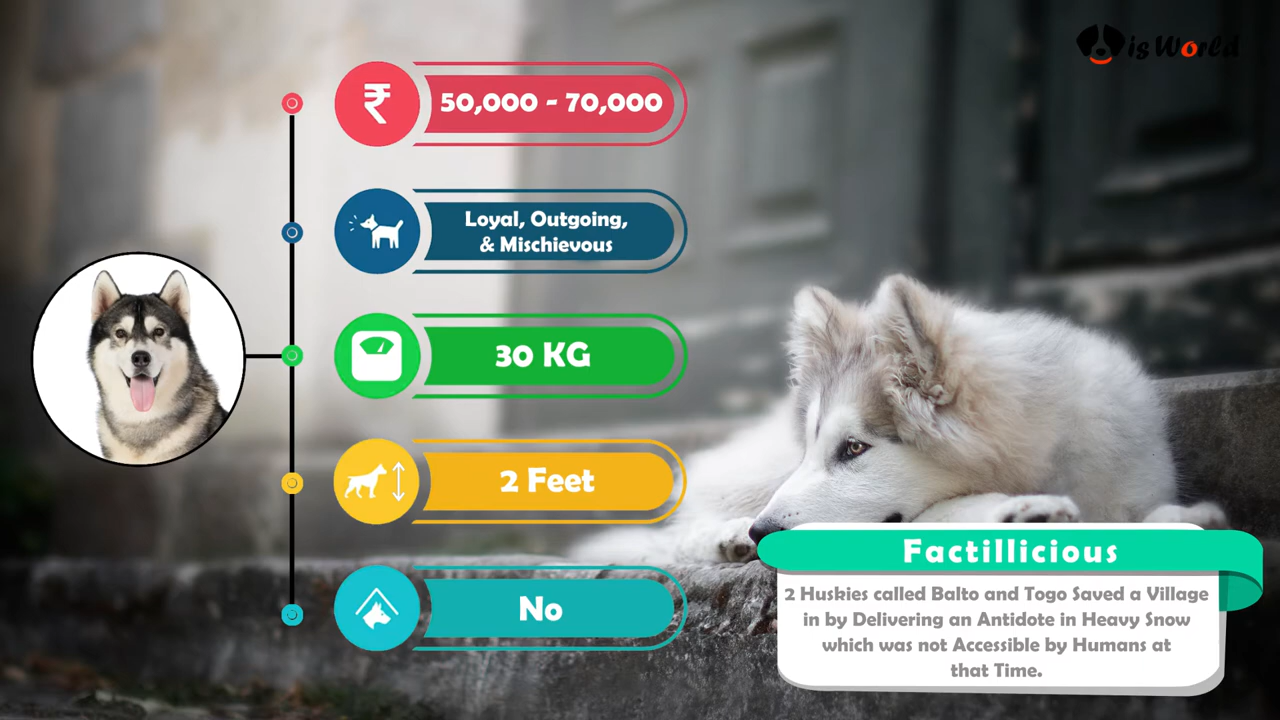 is World
₹
50,000 - 70,000
Loyal, Outgoing,
& Mischievous
30 KG
2 Feet
No
Factillicious
2 Huskies called Balto and Togo Saved a Village
in by Delivering an Antidote in Heavy Snow
which was not Accessible by Humans at
that Time.